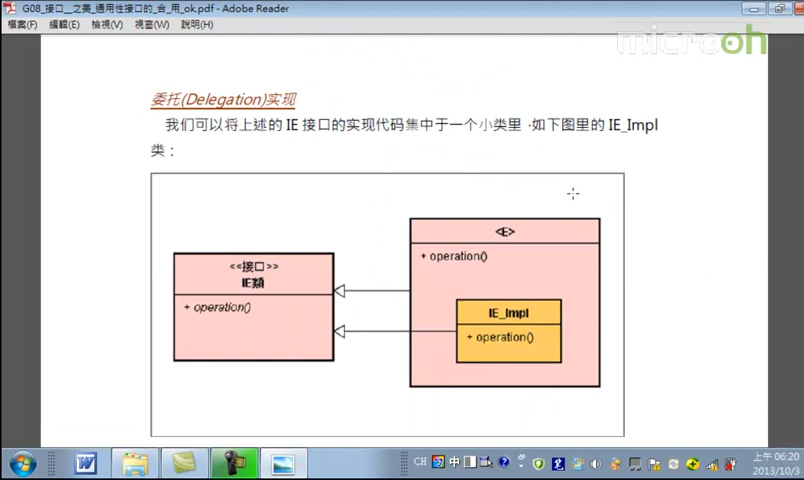 G08_接口__之美_通用性接口的_合_用_ok.pdf - Adobe Reader
檔案(F) 編輯(E) 檢視(V) 視窗(W) 說明(H)
microoh
委托(Delegation)实现
我们可以将上述的 IE 接口的实现代码集中于一个小类里，如下图里的 IE_Impl
类：
<E>
+ operation()
<<接口>>
IE類
+ operation()
IE_Impl
+ operation()
CH 中
上午 06:20
2013/10/3